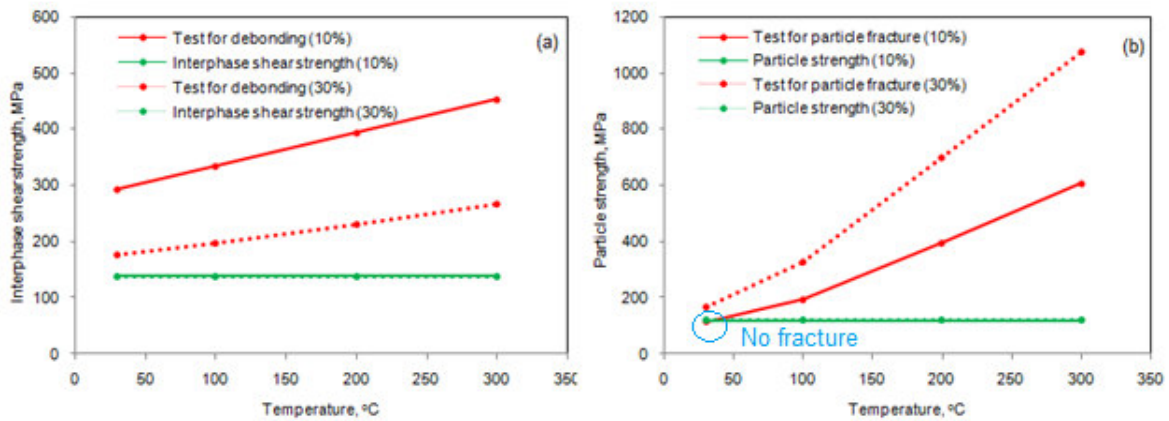 600
500
400
300
200
100
0
Interphase shear strength, MPa
Test for debonding (10%)
Interphase shear strength (10%)
Test for debonding (30%)
Interphase shear strength (30%)
(a)
0 50 100 150 200 250 300 350
Temperature, °C
1200
1000
800
600
400
200
0
Particle strength, MPa
Test for particle fracture (10%)
Particle strength (10%)
Test for particle fracture (30%)
Particle strength (30%)
(b)
No fracture
0 50 100 150 200 250 300 350
Temperature, °C